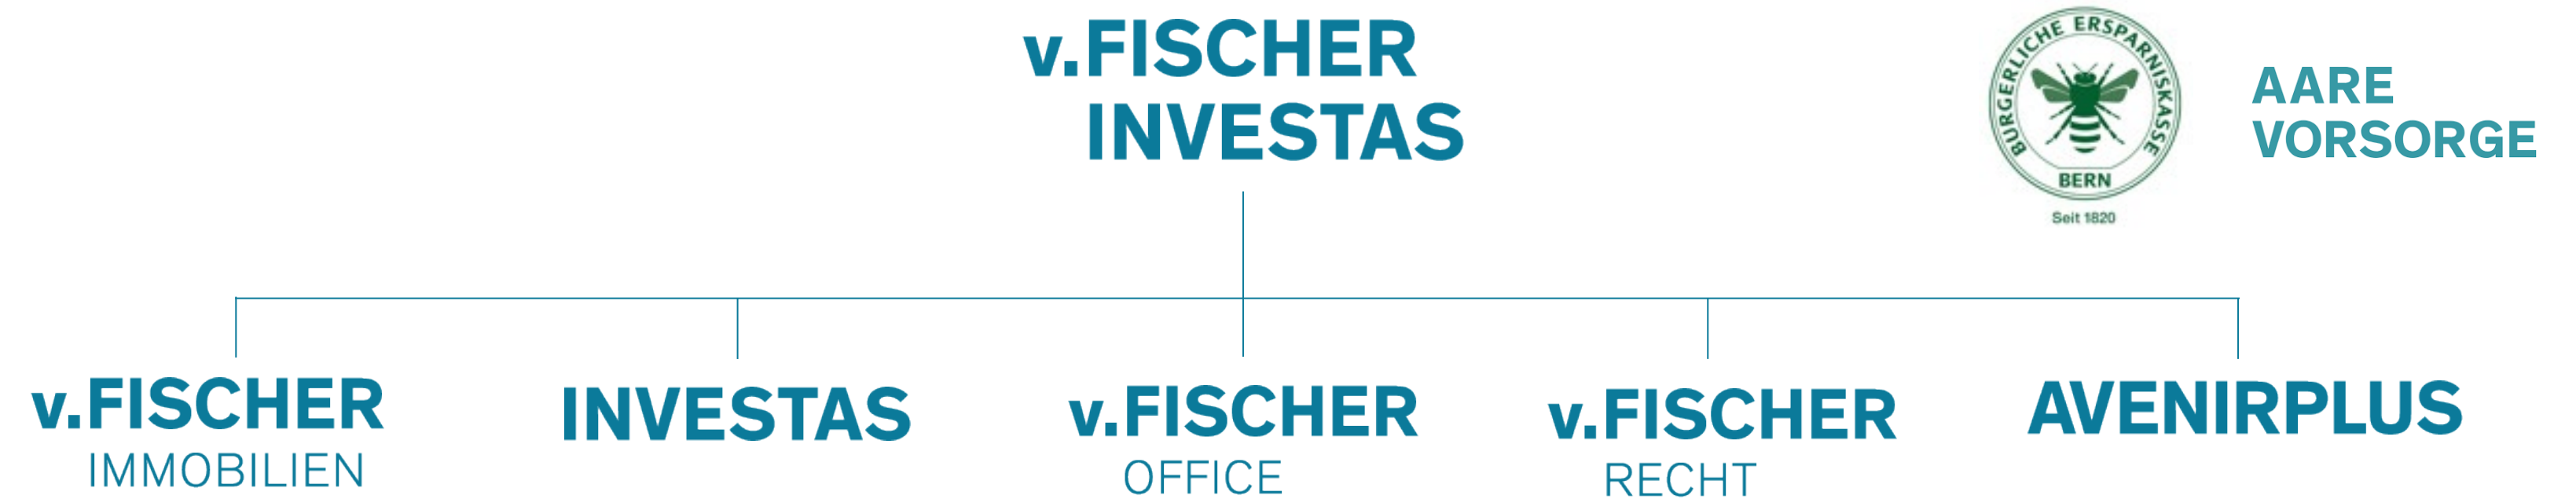 v.FISCHER
INVESTAS
BURGERLICHE ERSPARNISKASSE
BERN
Seit 1820
AARE
VORSORGE
v.FISCHER
IMMOBILIEN
INVESTAS
v.FISCHER
OFFICE
v.FISCHER
RECHT
AVENIRPLUS